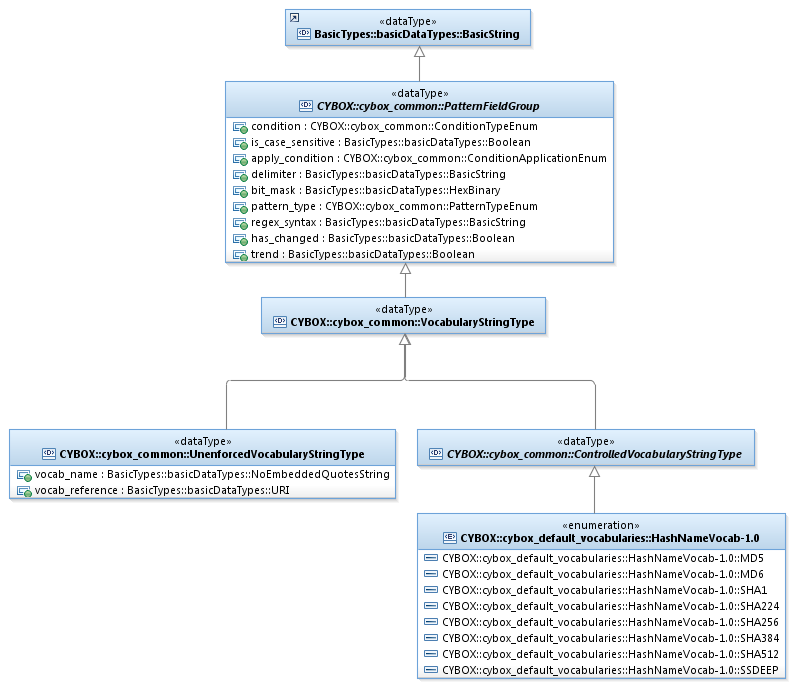 «dataType»
BasicTypes::basicDataTypes::BasicString
«dataType»
CYBOX::cybox_common::PatternFieldGroup
condition : CYBOX::cybox_common::ConditionTypeEnum
is_case_sensitive : BasicTypes::basicDataTypes::Boolean
apply_condition : CYBOX::cybox_common::ConditionApplicationEnum
delimiter : BasicTypes::basicDataTypes::BasicString
bit_mask : BasicTypes::basicDataTypes::HexBinary
pattern_type : CYBOX::cybox_common::PatternTypeEnum
regex_syntax : BasicTypes::basicDataTypes::BasicString
has_changed : BasicTypes::basicDataTypes::Boolean
trend : BasicTypes::basicDataTypes::Boolean
«dataType»
CYBOX::cybox_common::VocabularyStringType
«dataType»
CYBOX::cybox_common::UnenforcedVocabularyStringType
vocab_name : BasicTypes::basicDataTypes::NoEmbeddedQuotesString
vocab_reference : BasicTypes::basicDataTypes::URI
«dataType»
CYBOX::cybox_common::ControlledVocabularyStringType
«enumeration»
CYBOX::cybox_default_vocabularies::HashNameVocab-1.0
CYBOX::cybox_default_vocabularies::HashNameVocab-1.0::MD5
CYBOX::cybox_default_vocabularies::HashNameVocab-1.0::MD6
CYBOX::cybox_default_vocabularies::HashNameVocab-1.0::SHA1
CYBOX::cybox_default_vocabularies::HashNameVocab-1.0::SHA224
CYBOX::cybox_default_vocabularies::HashNameVocab-1.0::SHA256
CYBOX::cybox_default_vocabularies::HashNameVocab-1.0::SHA384
CYBOX::cybox_default_vocabularies::HashNameVocab-1.0::SHA512
CYBOX::cybox_default_vocabularies::HashNameVocab-1.0::SSDEEP